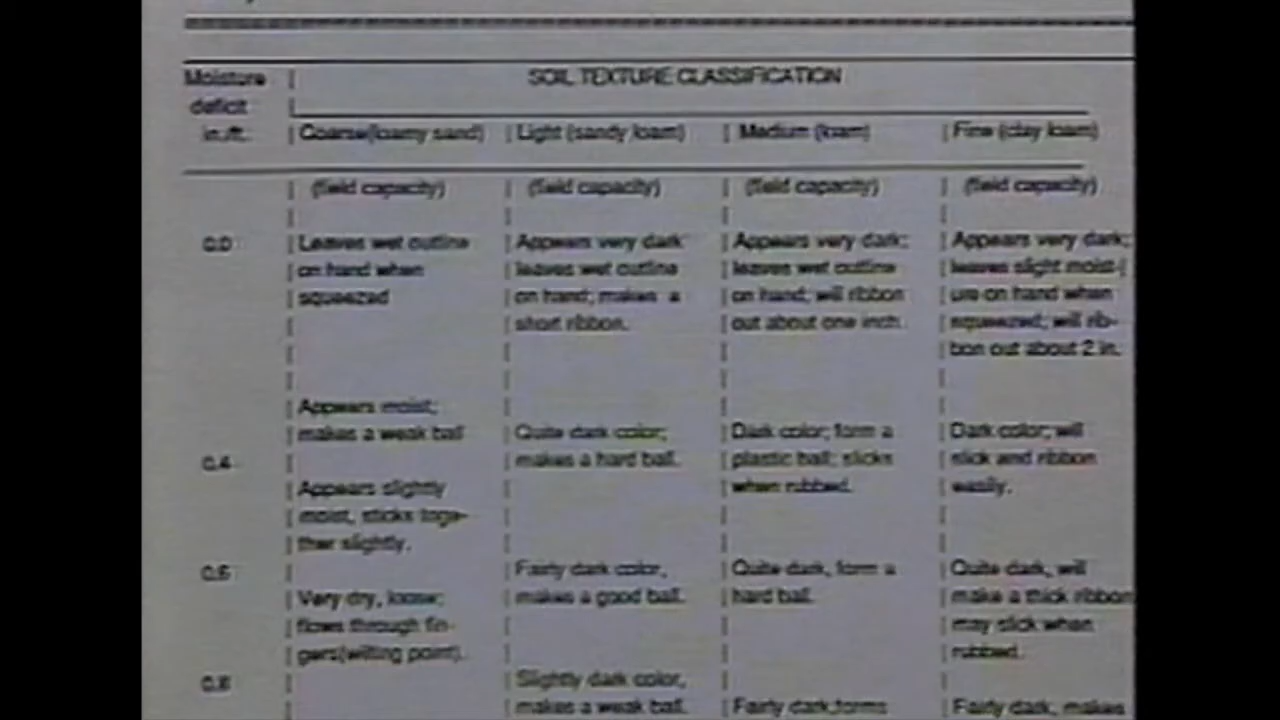 Moisture | SOIL TEXTURE CLASSIFICATION
deficit
in./ft. | Coarse(loamy sand) | Light (sandy loam) | Medium (loam) | Fine (clay loam)
| (field capacity) | (field capacity) | (field capacity) | (field capacity)
0.0 | Leaves wet outline | Appears very dark | Appears very dark; | Appears very dark;
| on hand when | leaves wet outline | leaves wet outline | leaves slight moist-
| squeezed | on hand; makes a | on hand; will ribbon | ure on hand when
| short ribbon. | out about one inch. | squeezed; will rib-
| bon out about 2 in.
| Appears moist;
| makes a weak ball | Quite dark color; | Dark color; form a | Dark color; will
0.4 | makes a hard ball. | plastic ball; slicks | slick and ribbon
| Appears slightly | when rubbed. | easily.
| moist, sticks toge-
| ther slightly.
| Fairly dark color, | Quite dark, form a | Quite dark, will
| Very dry, loose; | makes a good ball. | hard ball. | make a thick ribbon
| flows through fin- | may slick when
| gers(wilting point). | rubbed.
0.8 | Slightly dark color,
| makes a weak ball. | Fairly dark,forms | Fairly dark, makes